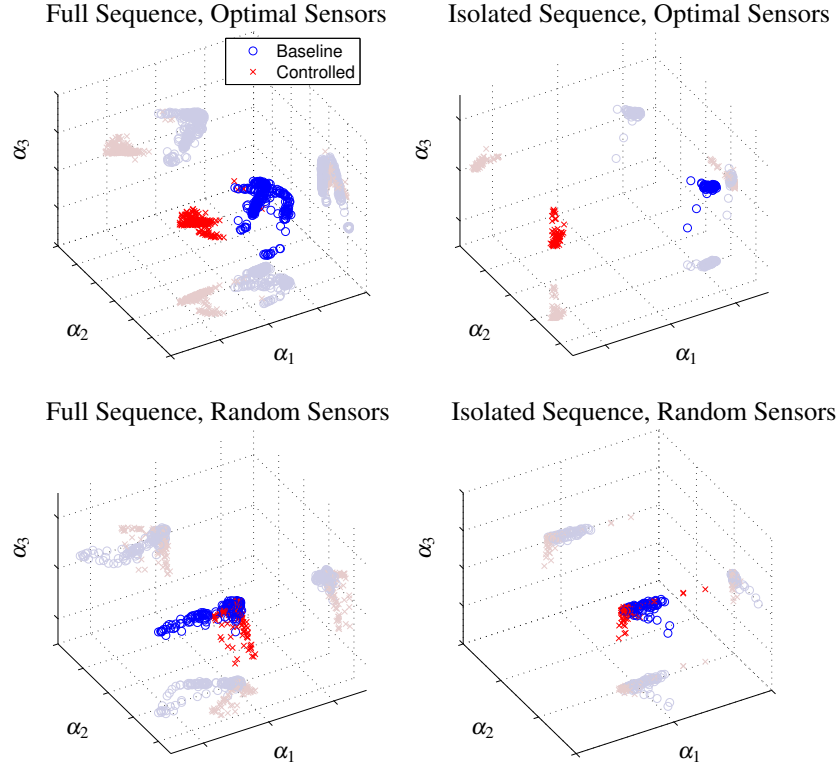 Full Sequence, Optimal Sensors
Isolated Sequence, Optimal Sensors
Baseline
Controlled
α3
α2
α1
α3
α2
α1
Full Sequence, Random Sensors
Isolated Sequence, Random Sensors
α3
α2
α1
α3
α2
α1